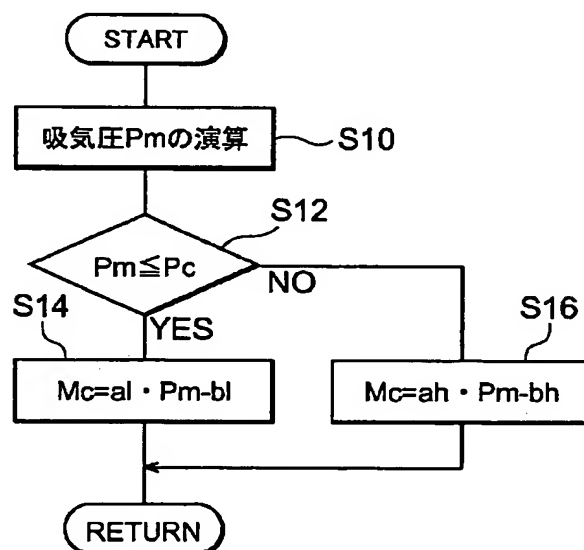 START
吸気圧Pmの演算
S10
S12
Pm≦Pc
NO
S14
YES
S16
Mc=al・Pm-bl
Mc=ah・Pm-bh
RETURN